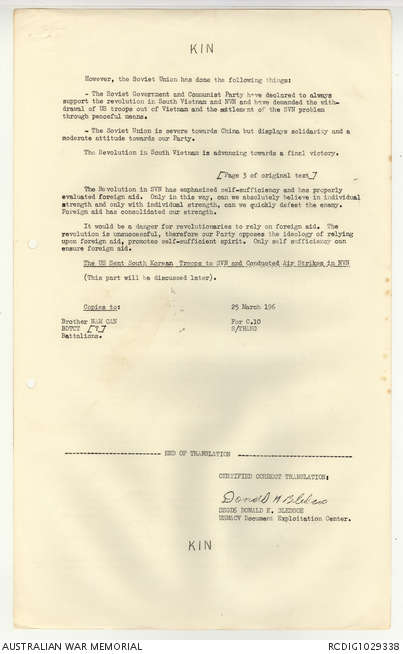 KIN
However, the Soviet Union has done the following things:
- The Soviet Government and Communist Party have declared to always
support the revolution in South Vietnam and NVN and have demanded the with-
drawal of US troops out of Vietnam and the settlement of the SVN problem
through peaceful means.
- The Soviet Union is severe towards China but displays solidarity and a
moderate attitude towards our Party.
The Revolution in South Vietnam is advancing towards a final victory.
[Page 3 of original text]
The Revolution in SVN has emphasized self-sufficiency and has properly
evaluated foreign aid. Only in this way, can we absolutely believe in individual
strength and only with individual strength, can we quickly defeat the enemy.
Foreign aid has consolidated our strength.
It would be a danger for revolutionaries to rely on foreign aid. The
revolution is unsuccessful, therefore our Party opposes the ideology of relying
upon foreign aid, promotes self-sufficient spirit. Only self sufficiency can
ensure foreign aid.
The US Sent South Korean Troops to SVN and Conducted Air Strikes in NVN
(This part will be discussed later).
Copies to: 25 March 196
Brother NAM CAN For C.10
BDTCT [?] S/THANG
Battalions.
END OF TRANSLATION
CERTIFIED CORRECT TRANSLATION:
Donald H Bledsoe
DSGD6 DONALD H. BLEDSOE
USMACV Document Exploitation Center.
KIN
AUSTRALIAN WAR MEMORIAL
RCDIG1029338